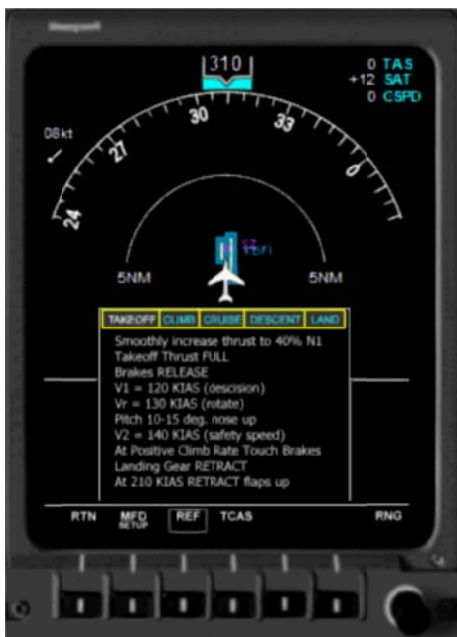 Honeywell
310
0 TAS
+12 SAT
0 CSPD
30
33
08kt
27
0
24
KBFI
5NM
5NM
TAKEOFF CLIMB CRUISE DESCENT LAND
Smoothly increase thrust to 40% N1
Takeoff Thrust FULL
Brakes RELEASE
V1 = 120 KIAS (descision)
Vr = 130 KIAS (rotate)
Pitch 10-15 deg. nose up
V2 = 140 KIAS (safety speed)
At Positive Climb Rate Touch Brakes
Landing Gear RETRACT
At 210 KIAS RETRACT flaps up
RTN MFD SETUP REF TCAS RNG